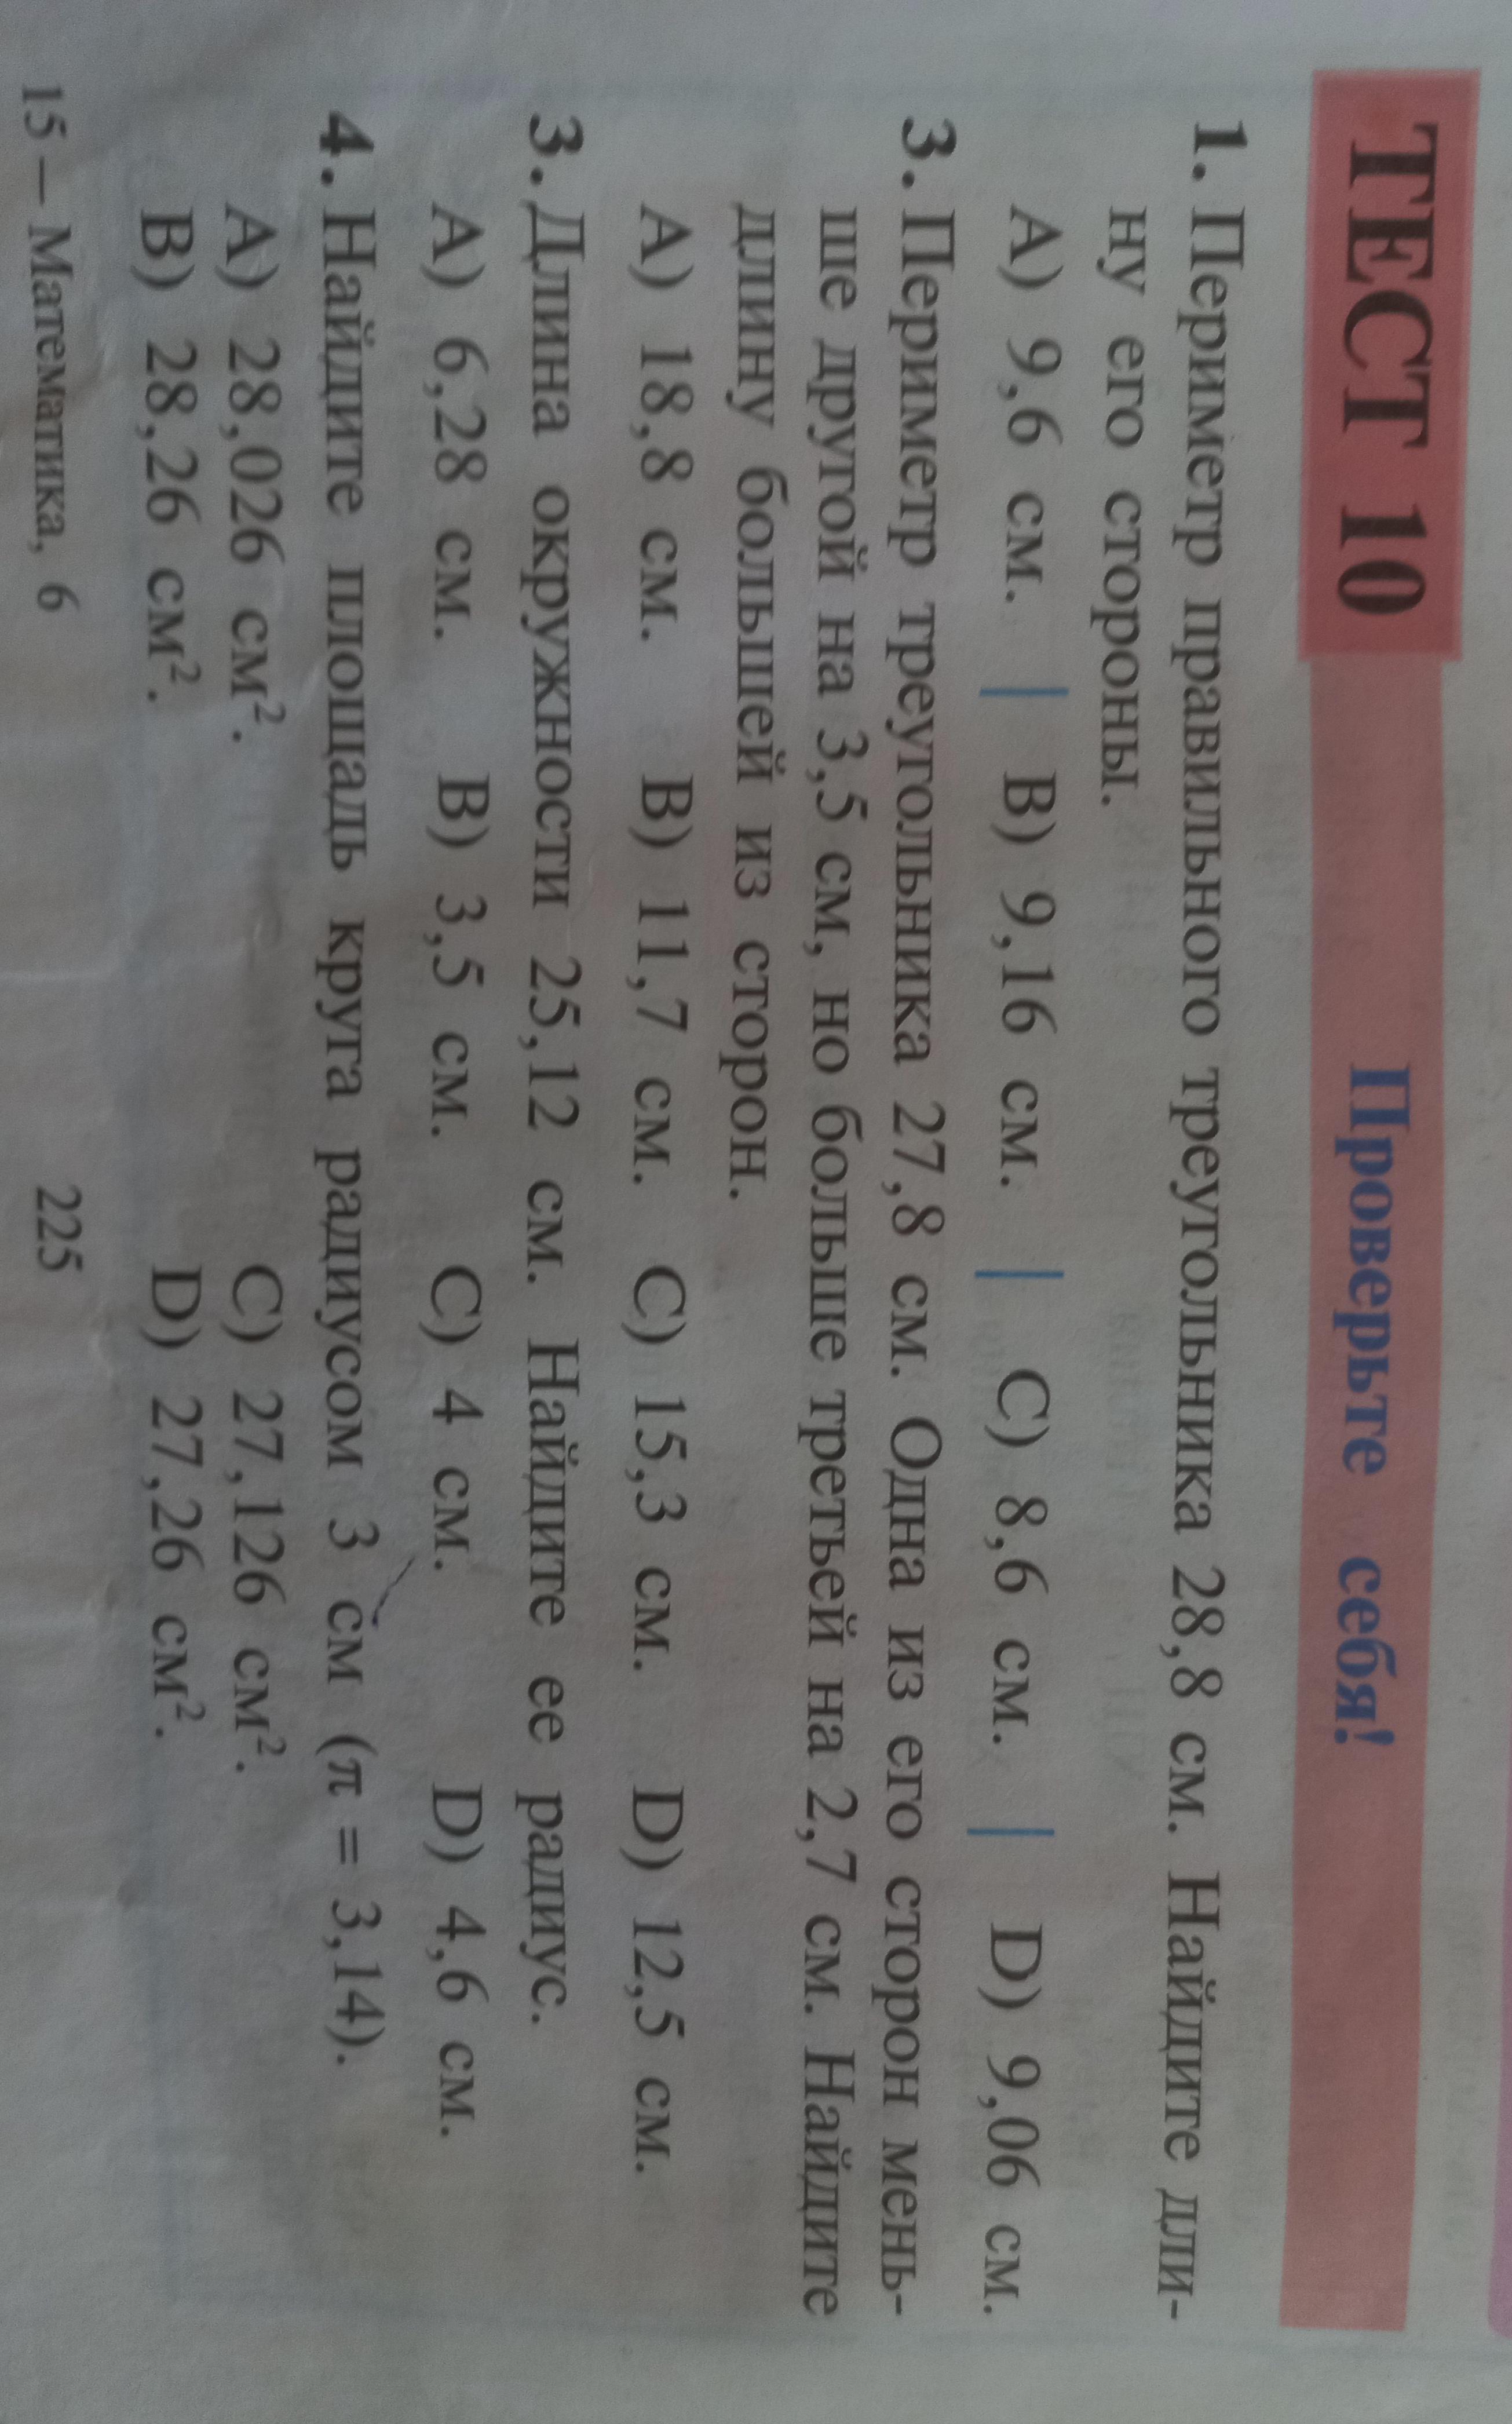 ТЕСТ 10 Проверьте себя!
1. Периметр правильного треугольника 28,8 см. Найдите дли-
ну его стороны.
A) 9,6 см. | B) 9,16 см. | C) 8,6 см. | D) 9,06 см.
3. Периметр треугольника 27,8 см. Одна из его сторон мень-
ше другой на 3,5 см, но больше третьей на 2,7 см. Найдите
длину большей из сторон.
A) 18,8 см. B) 11,7 см. C) 15,3 см. D) 12,5 см.
3. Длина окружности 25,12 см. Найдите ее радиус.
A) 6,28 см. B) 3,5 см. C) 4 см. D) 4,6 см.
4. Найдите площадь круга радиусом 3 см (π = 3,14).
A) 28,026 см². C) 27,126 см².
B) 28,26 см². D) 27,26 см².
15 — Математика, 6 225